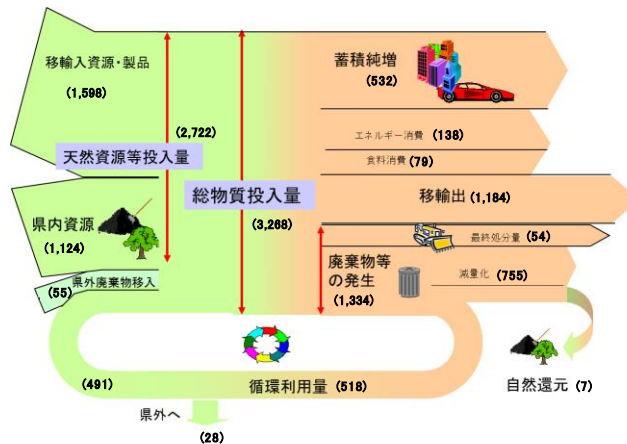 移輸入資源・製品
(1,598)
(2,722)
天然資源等投入量
県内資源
(1,124)
県外廃棄物移入
(55)
総物質投入量
(3,268)
蓄積純増
(532)
エネルギー消費 (138)
食料消費 (79)
移輸出 (1,184)
最終処分量 (54)
廃棄物等
の発生
(1,334)
減量化 (755)
(491)
循環利用量 (518)
自然還元 (7)
県外へ
(28)